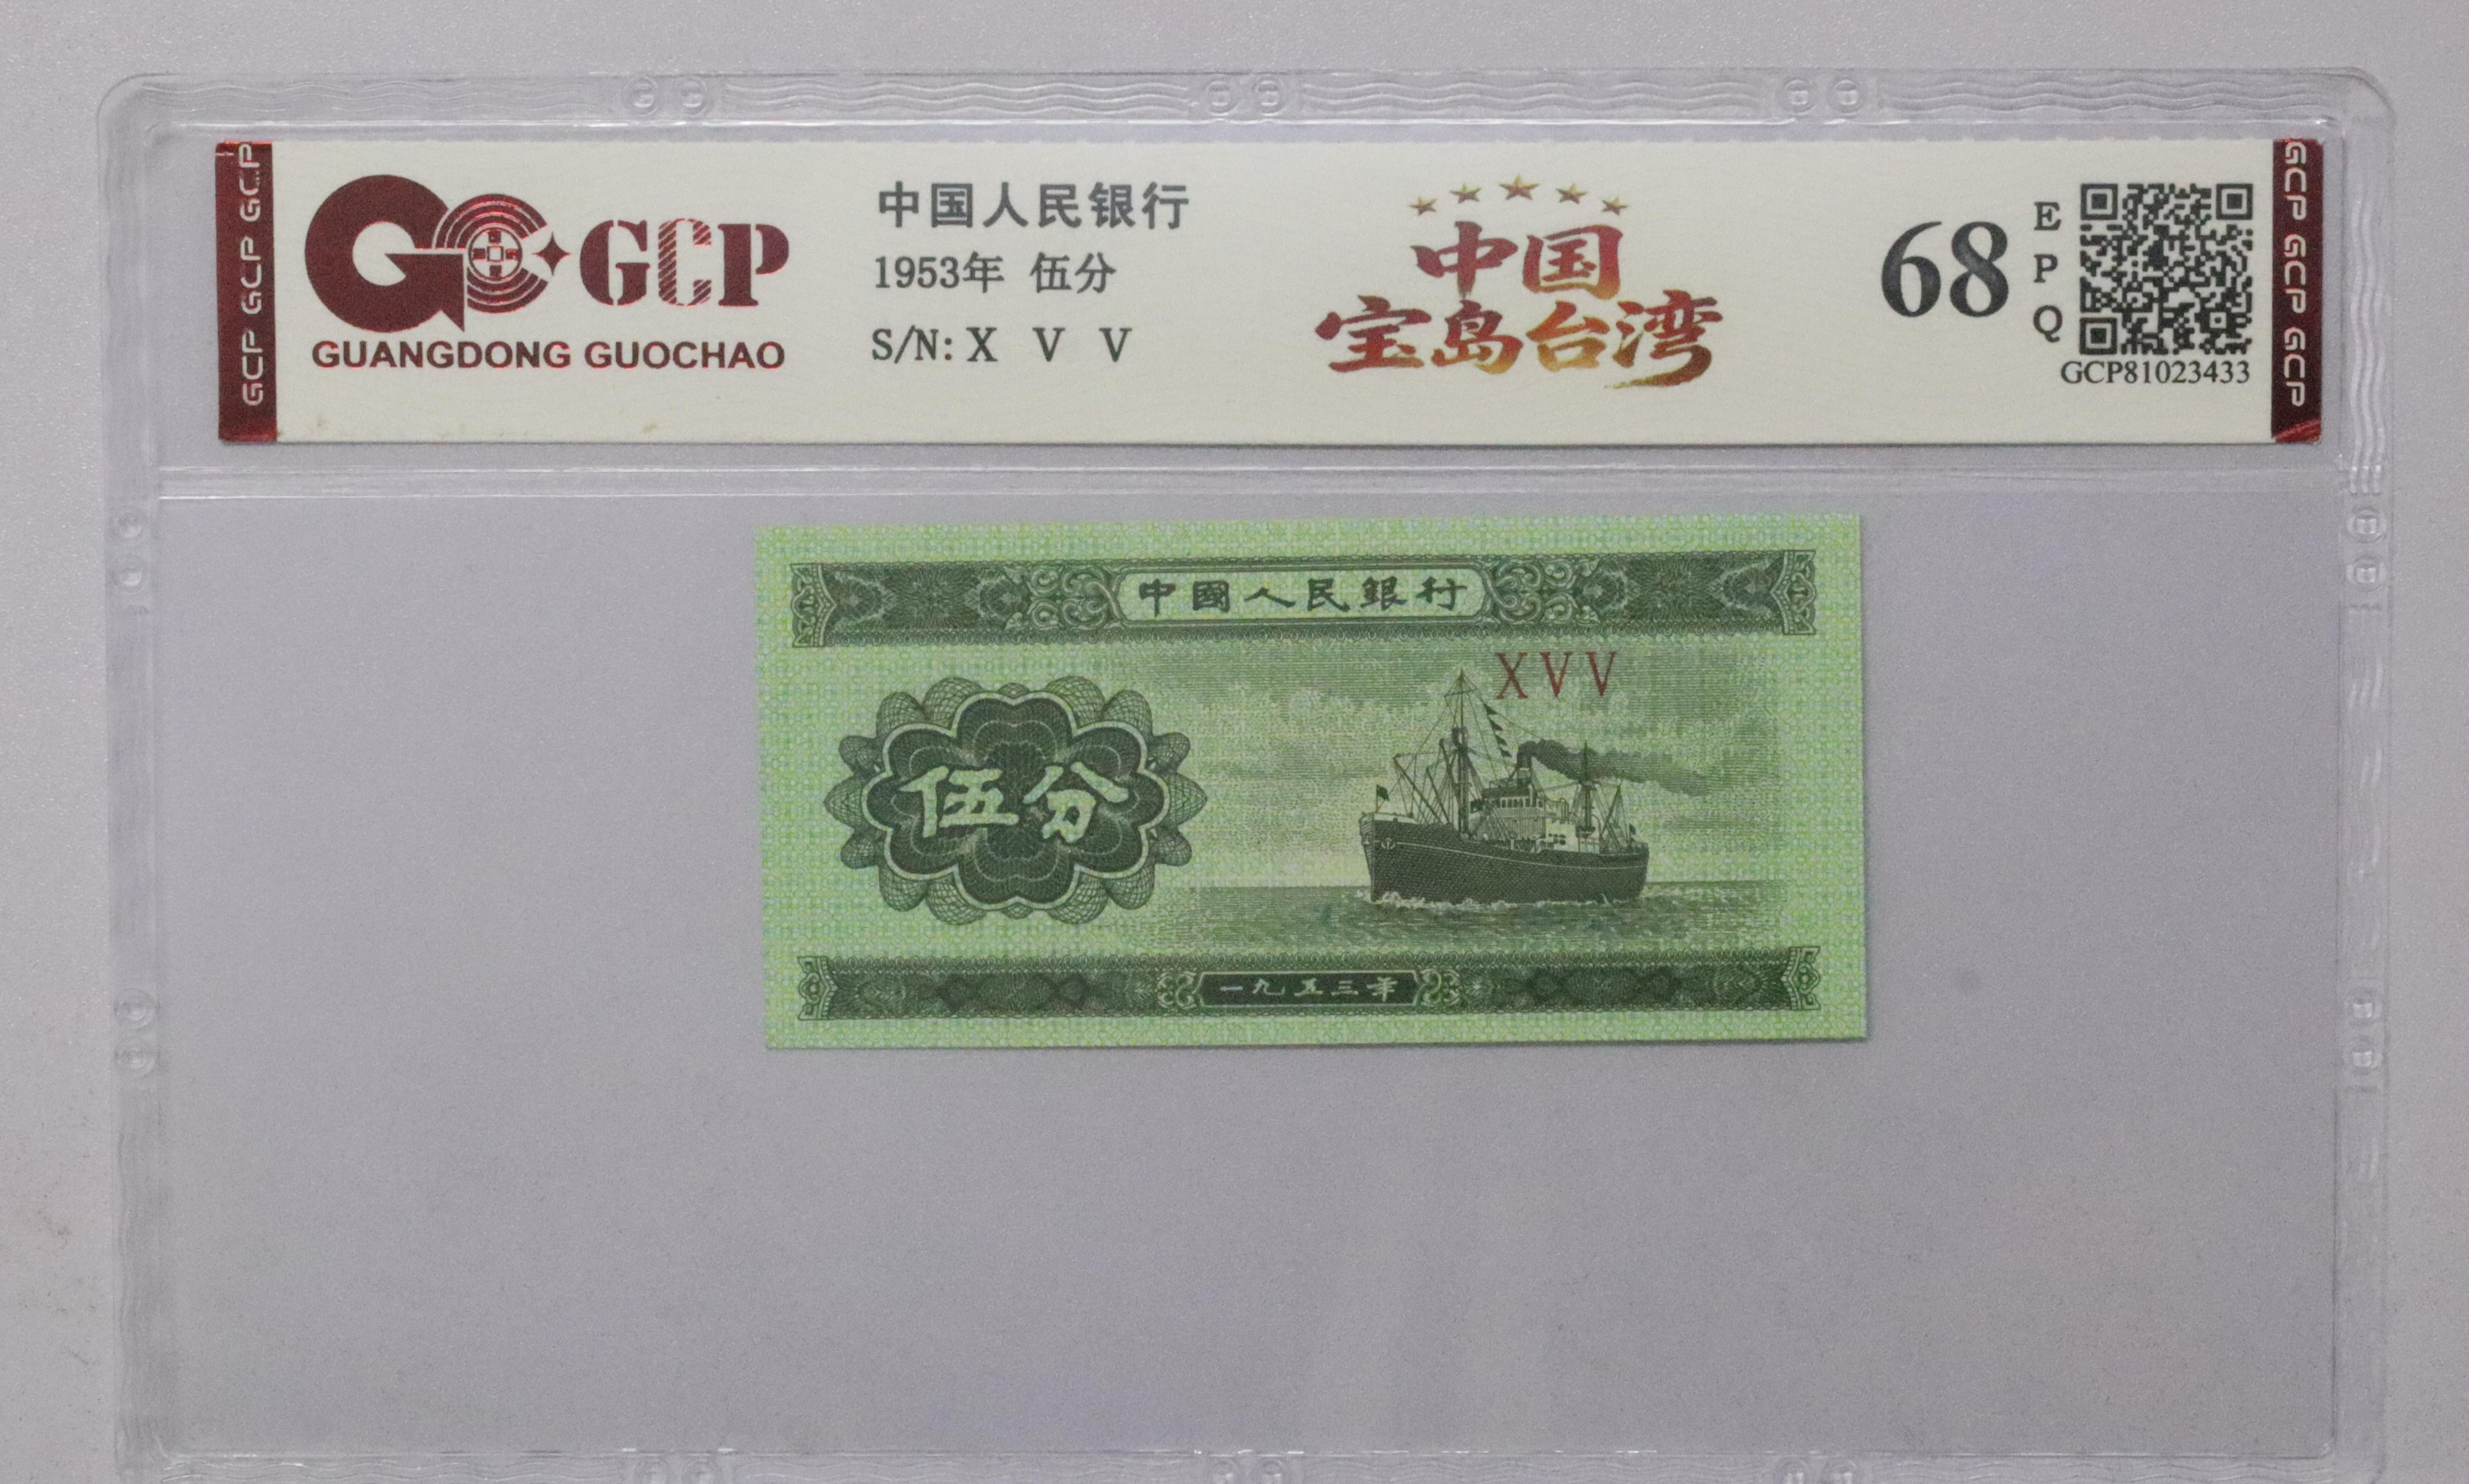 GCP GCP GCP
GCP
GUANGDONG GUOCHAO
中国人民银行
1953年 伍分
S/N: X V V
中国
宝岛台湾
68
E
P
Q
GCP81023433
GCP GCP GCP
中國人民銀行
XVV
伍分
一九五三年